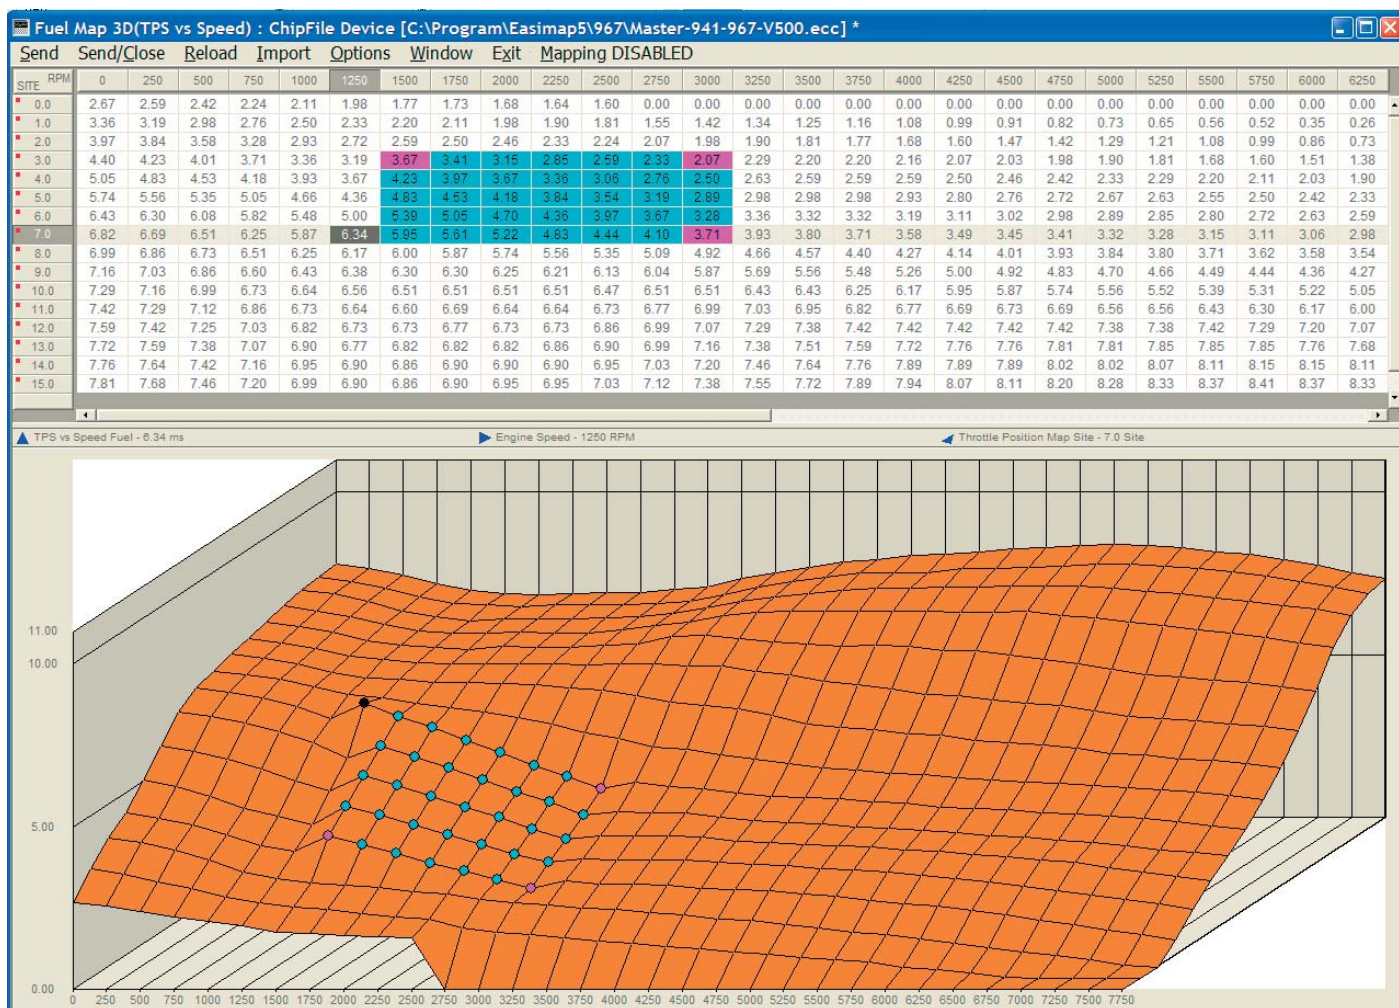 Fuel Map 3D(TPS vs Speed) : ChipFile Device [C:\Program\Easimap5\967\Master-941-967-V500.ecc] *
Send Send/Close Reload Import Options Window Exit Mapping DISABLED
SITE RPM 0 250 500 750 1000 1250 1500 1750 2000 2250 2500 2750 3000 3250 3500 3750 4000 4250 4500 4750 5000 5250 5500 5750 6000 6250
0.0 2.67 2.59 2.42 2.24 2.11 1.98 1.77 1.73 1.68 1.64 1.60 0.00 0.00 0.00 0.00 0.00 0.00 0.00 0.00 0.00 0.00 0.00 0.00 0.00 0.00 0.00
1.0 3.36 3.19 2.98 2.76 2.50 2.33 2.20 2.11 1.98 1.90 1.81 1.55 1.42 1.34 1.25 1.16 1.08 0.99 0.91 0.82 0.73 0.65 0.56 0.52 0.35 0.26
2.0 3.97 3.84 3.58 3.28 2.93 2.72 2.59 2.50 2.46 2.33 2.24 2.07 1.98 1.90 1.81 1.77 1.68 1.60 1.47 1.42 1.29 1.21 1.08 0.99 0.86 0.73
3.0 4.40 4.23 4.01 3.71 3.36 3.19 3.67 3.41 3.15 2.85 2.59 2.33 2.07 2.29 2.20 2.20 2.16 2.07 2.03 1.98 1.90 1.81 1.68 1.60 1.51 1.38
4.0 5.05 4.83 4.53 4.18 3.93 3.67 4.23 3.97 3.67 3.36 3.06 2.76 2.50 2.63 2.59 2.59 2.59 2.50 2.46 2.42 2.33 2.29 2.20 2.11 2.03 1.90
5.0 5.74 5.56 5.35 5.05 4.66 4.36 4.83 4.53 4.18 3.84 3.54 3.19 2.89 2.98 2.98 2.98 2.93 2.80 2.76 2.72 2.67 2.63 2.55 2.50 2.42 2.33
6.0 6.43 6.30 6.08 5.82 5.48 5.00 5.39 5.05 4.70 4.36 3.97 3.67 3.28 3.36 3.32 3.32 3.19 3.11 3.02 2.98 2.89 2.85 2.80 2.72 2.63 2.59
7.0 6.82 6.69 6.51 6.25 5.87 6.34 5.95 5.61 5.22 4.83 4.44 4.10 3.71 3.93 3.80 3.71 3.58 3.49 3.45 3.41 3.32 3.28 3.15 3.11 3.06 2.98
8.0 6.99 6.86 6.73 6.51 6.25 6.17 6.00 5.87 5.74 5.56 5.35 5.09 4.92 4.66 4.57 4.40 4.27 4.14 4.01 3.93 3.84 3.80 3.71 3.62 3.58 3.54
9.0 7.16 7.03 6.86 6.60 6.43 6.38 6.30 6.30 6.25 6.21 6.13 6.04 5.87 5.69 5.56 5.48 5.26 5.00 4.92 4.83 4.70 4.66 4.49 4.44 4.36 4.27
10.0 7.29 7.16 6.99 6.73 6.64 6.56 6.51 6.51 6.51 6.51 6.47 6.51 6.51 6.43 6.43 6.25 6.17 5.95 5.87 5.74 5.56 5.52 5.39 5.31 5.22 5.05
11.0 7.42 7.29 7.12 6.86 6.73 6.64 6.60 6.69 6.64 6.64 6.73 6.77 6.99 7.03 6.95 6.82 6.77 6.69 6.73 6.69 6.56 6.56 6.43 6.30 6.17 6.00
12.0 7.59 7.42 7.25 7.03 6.82 6.73 6.73 6.77 6.73 6.73 6.86 6.99 7.07 7.29 7.38 7.42 7.42 7.42 7.42 7.42 7.38 7.38 7.42 7.29 7.20 7.07
13.0 7.72 7.59 7.38 7.07 6.90 6.77 6.82 6.82 6.82 6.86 6.90 6.99 7.16 7.38 7.51 7.59 7.72 7.76 7.76 7.81 7.81 7.85 7.85 7.85 7.76 7.68
14.0 7.76 7.64 7.42 7.16 6.95 6.90 6.86 6.90 6.90 6.90 6.95 7.03 7.20 7.46 7.64 7.76 7.89 7.89 7.89 8.02 8.02 8.07 8.11 8.15 8.15 8.11
15.0 7.81 7.68 7.46 7.20 6.99 6.90 6.86 6.90 6.95 6.95 7.03 7.12 7.38 7.55 7.72 7.89 7.94 8.07 8.11 8.20 8.28 8.33 8.37 8.41 8.37 8.33
TPS vs Speed Fuel - 6.34 ms Engine Speed - 1250 RPM Throttle Position Map Site - 7.0 Site
11.00
10.00
5.00
0.00
0 250 500 750 1000 1250 1500 1750 2000 2250 2500 2750 3000 3250 3500 3750 4000 4250 4500 4750 5000 5250 5500 5750 6000 6250 6500 6750 7000 7250 7500 7750